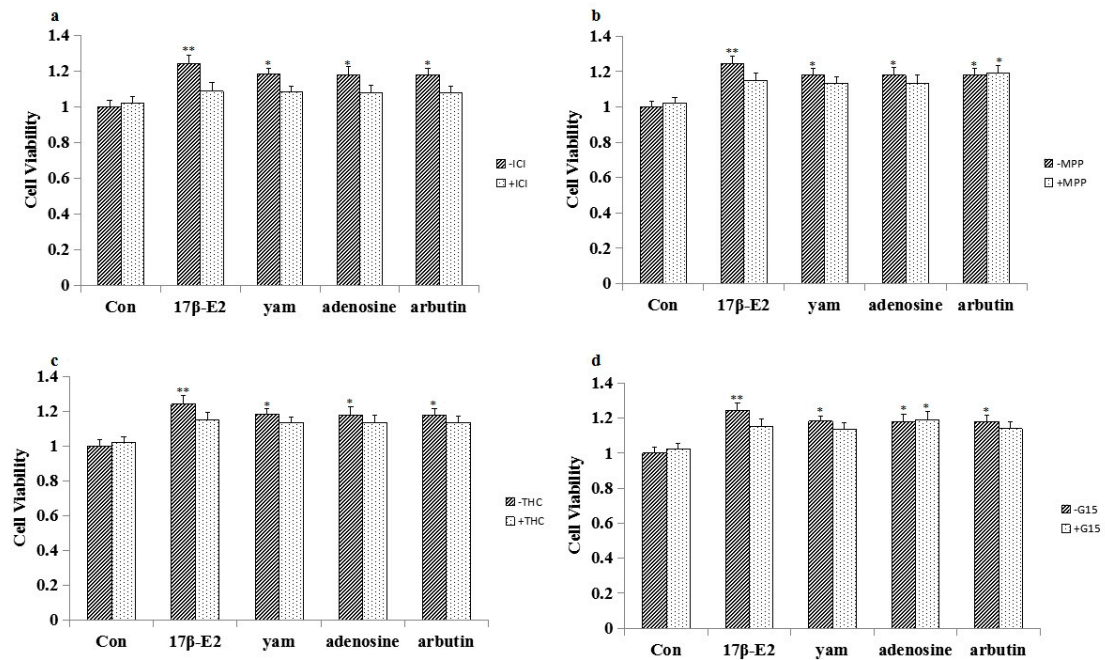 a
1.4
1.2
1
0.8
0.6
0.4
0.2
0
Cell Viability
**
*
*
*
-ICI
+ICI
Con 17β-E2 yam adenosine arbutin
b
1.4
1.2
1
0.8
0.6
0.4
0.2
0
Cell Viability
**
*
*
* *
-MPP
+MPP
Con 17β-E2 yam adenosine arbutin
c
1.4
1.2
1
0.8
0.6
0.4
0.2
0
Cell Viability
**
*
*
*
-THC
+THC
Con 17β-E2 yam adenosine arbutin
d
1.4
1.2
1
0.8
0.6
0.4
0.2
0
Cell Viability
**
*
* *
*
-G15
+G15
Con 17β-E2 yam adenosine arbutin